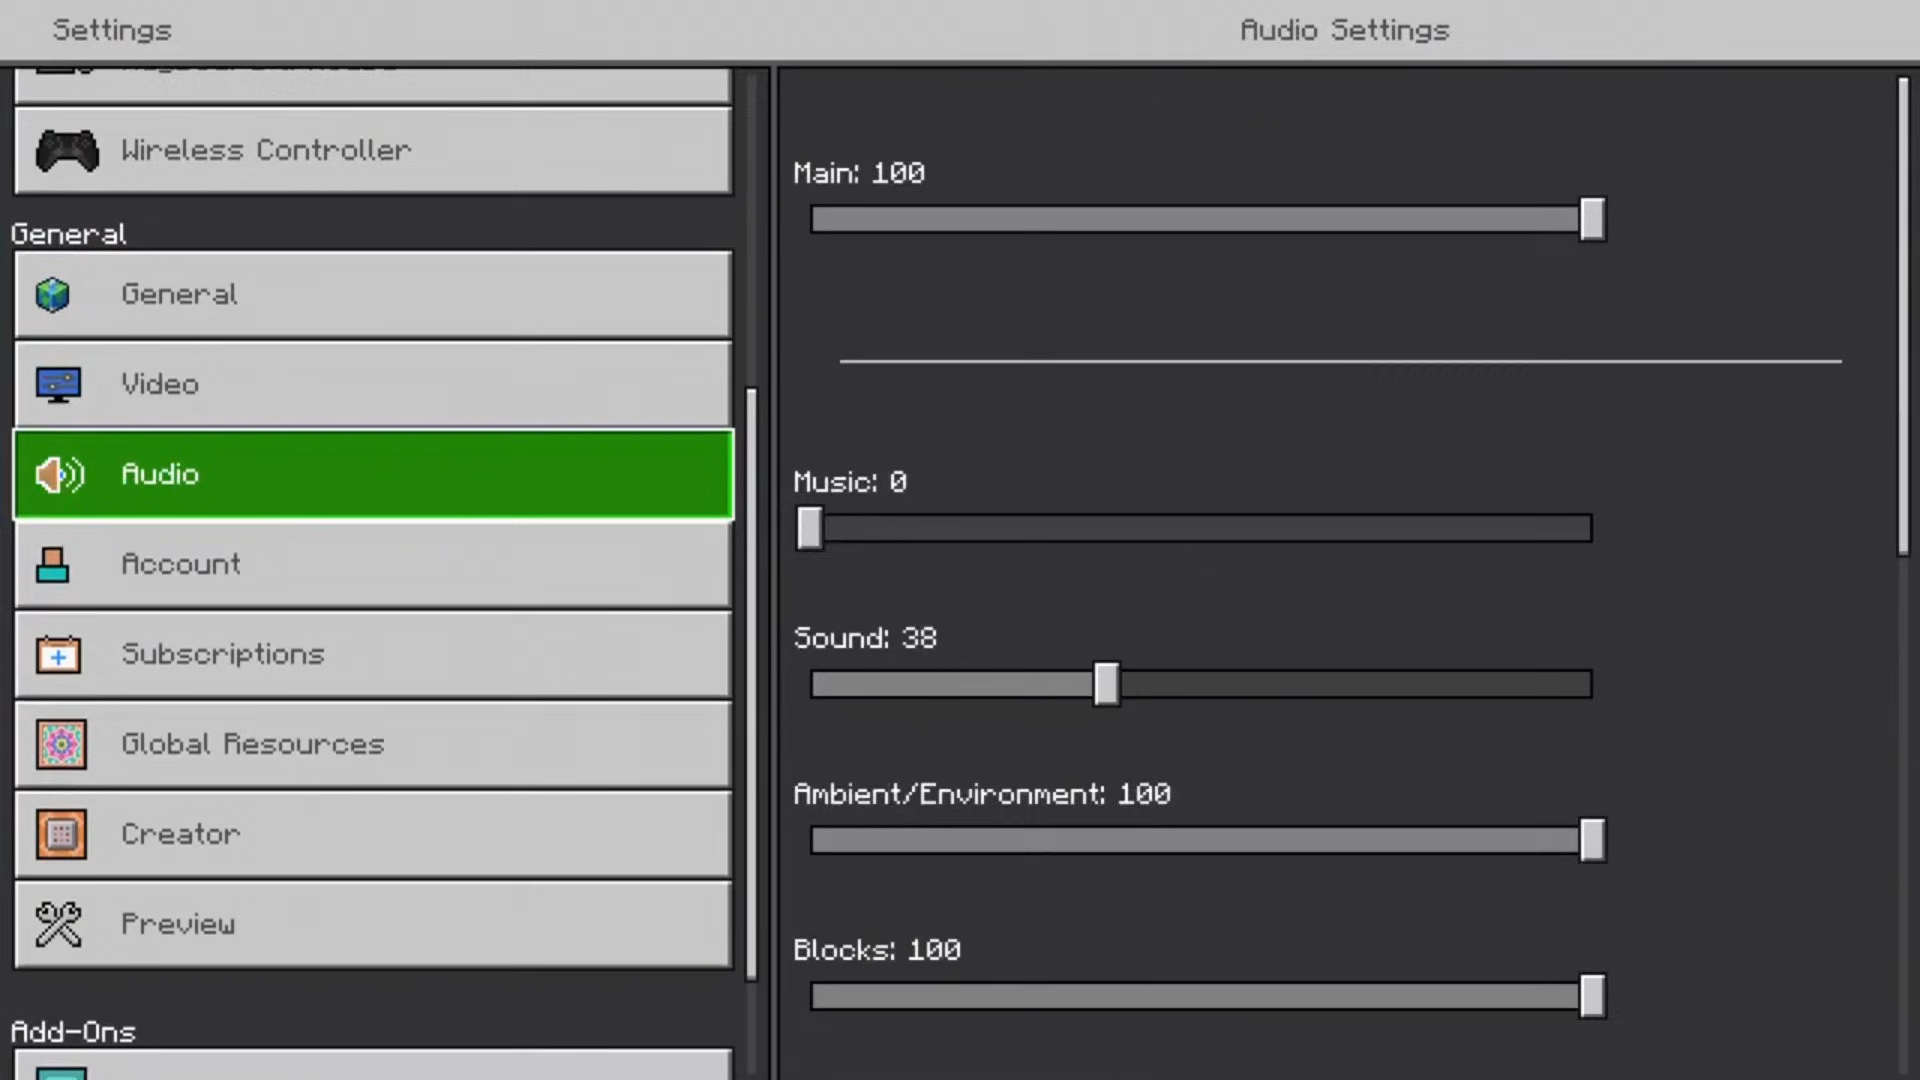 Settings
Audio Settings
Wireless Controller
General
General
Video
Audio
Account
Subscriptions
Global Resources
Creator
Preview
Add-Ons
Main: 100
Music: 0
Sound: 38
Ambient/Environment: 100
Blocks: 100